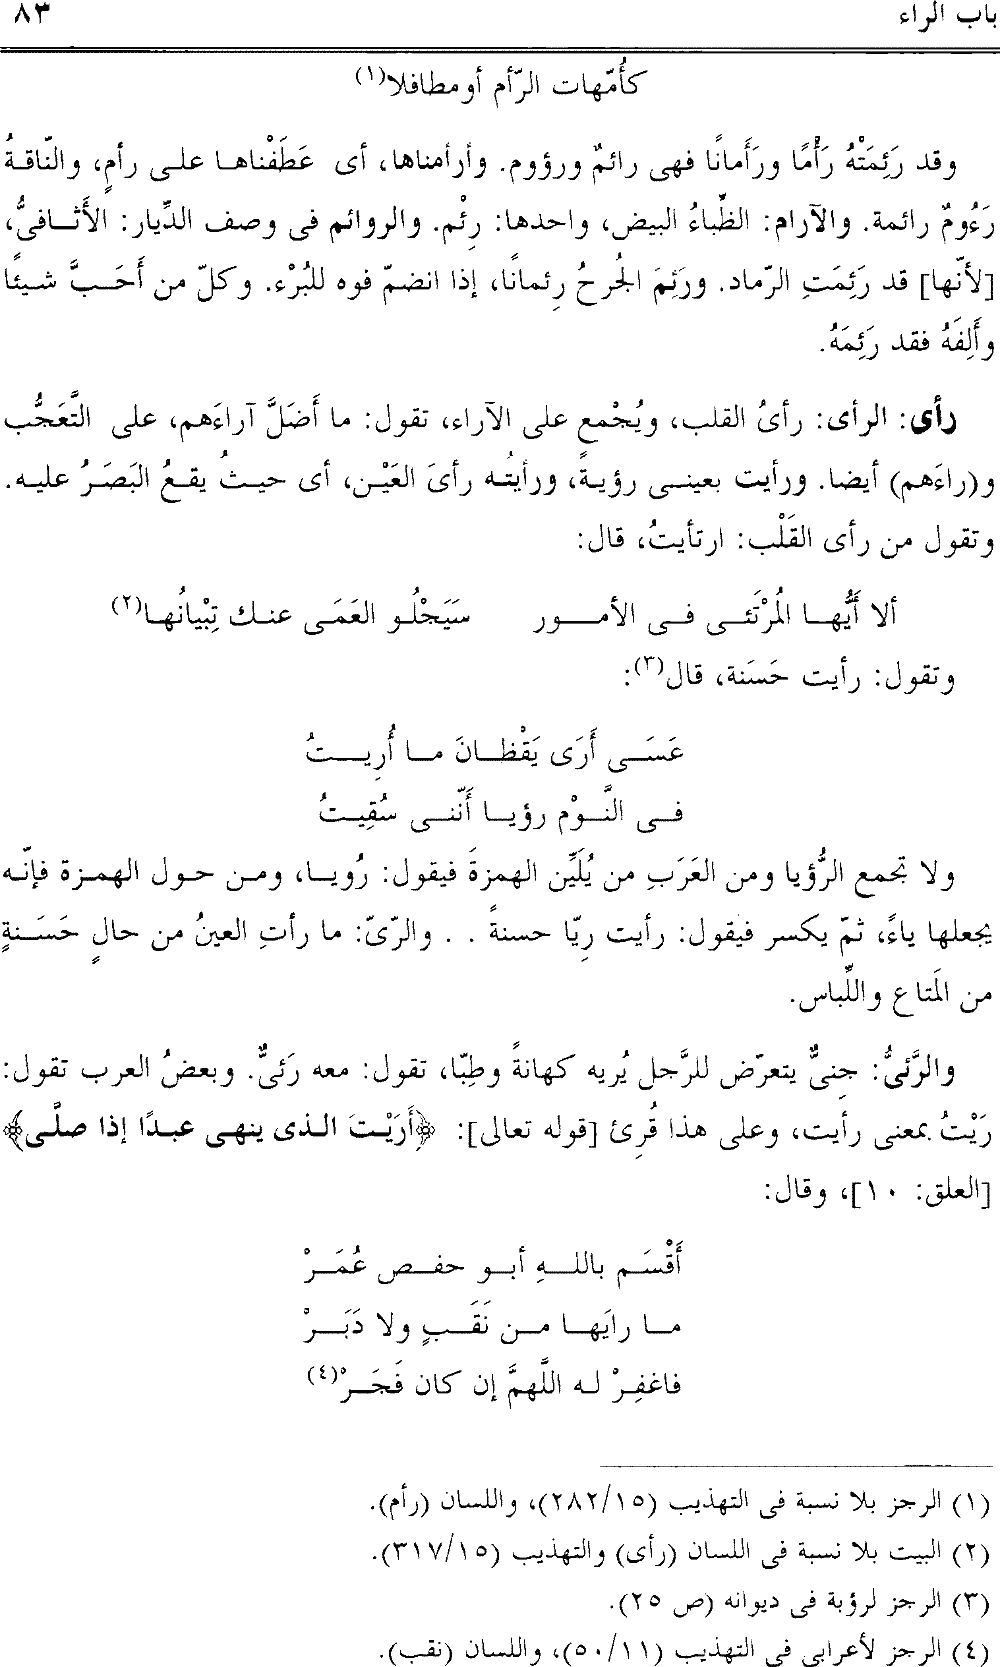 باب الراء ٨٣
كأُمّهات الرّأم أو مطافلا(١)
وقد رَئِمَتْهُ رَأْمًا ورَأَمانًا فهى رائمٌ ورؤوم. وأرأمناها، أى عَطَفْناها على رأمٍ، والنّاقةُ
رَءُومٌ رائمة. والآرام: الظِّباءُ البيض، واحدها: رِئْم. والروائم فى وصف الدِّيار: الأَثافىُّ،
[لأنّها] قد رَئِمَتِ الرّماد. ورَئِمَ الجُرحُ رِئمانًا، إذا انضمّ فوه للبُرْء. وكلّ من أَحَبَّ شيئًا
وأَلِفَهُ فقد رَئِمَهُ.
رأى: الرأى: رأىُ القلب، ويُجْمع على الآراء، تقول: ما أَضَلَّ آراءَهم، على التَّعَجُّب
و(راءَهم) أيضا. ورأيت بعينى رؤيةً، ورأيتُه رأىَ العَيْن، أى حيثُ يقعُ البَصَرُ عليه.
وتقول من رأى القَلْب: ارتأيتُ، قال:
ألا أَيُّها المُرْتَئى فى الأمور سَيَجْلُو العَمَى عنك تِبْيانُها(٢)
وتقول: رأيت حَسَنة، قال(٣):
عَسَى أَرَى يَقْظانَ ما أُرِيتُ
فى النَّوْم رؤيا أَنّنى سُقِيتُ
ولا تجمع الرُّؤيا ومن العَرَبِ من يُلَيِّن الهمزةَ فيقول: رُويا، ومن حول الهمزة فإنّه
يجعلها ياءً، ثمّ يكسر فيقول: رأيت رِيّا حسنةً . . والرّىّ: ما رأتِ العينُ من حالٍ حَسَنةٍ
من المَتاع واللِّباس.
والرَّئىُّ: جِنىٌّ يتعرّض للرَّجل يُريه كهانةً وطِبّا، تقول: معه رَئىٌّ. وبعضُ العرب تقول:
رَيْتُ بمعنى رأيت، وعلى هذا قُرِئ [قوله تعالى]: ﴿أَرَيْتَ الذى ينهى عبدًا إذا صلَّى﴾
[العلق: ١٠]، وقال:
أَقْسَم باللهِ أبو حفص عُمَرْ
ما رايَها من نَقَبٍ ولا دَبَرْ
فاغفِرْ له اللَّهمَّ إن كان فَجَرْ(٤)
(١) الرجز بلا نسبة فى التهذيب (٢٨٢/١٥)، واللسان (رأم).
(٢) البيت بلا نسبة فى اللسان (رأى) والتهذيب (٣١٧/١٥).
(٣) الرجز لرؤبة فى ديوانه (ص ٢٥).
(٤) الرجز لأعرابى فى التهذيب (٥٠/١١)، واللسان (نقب).